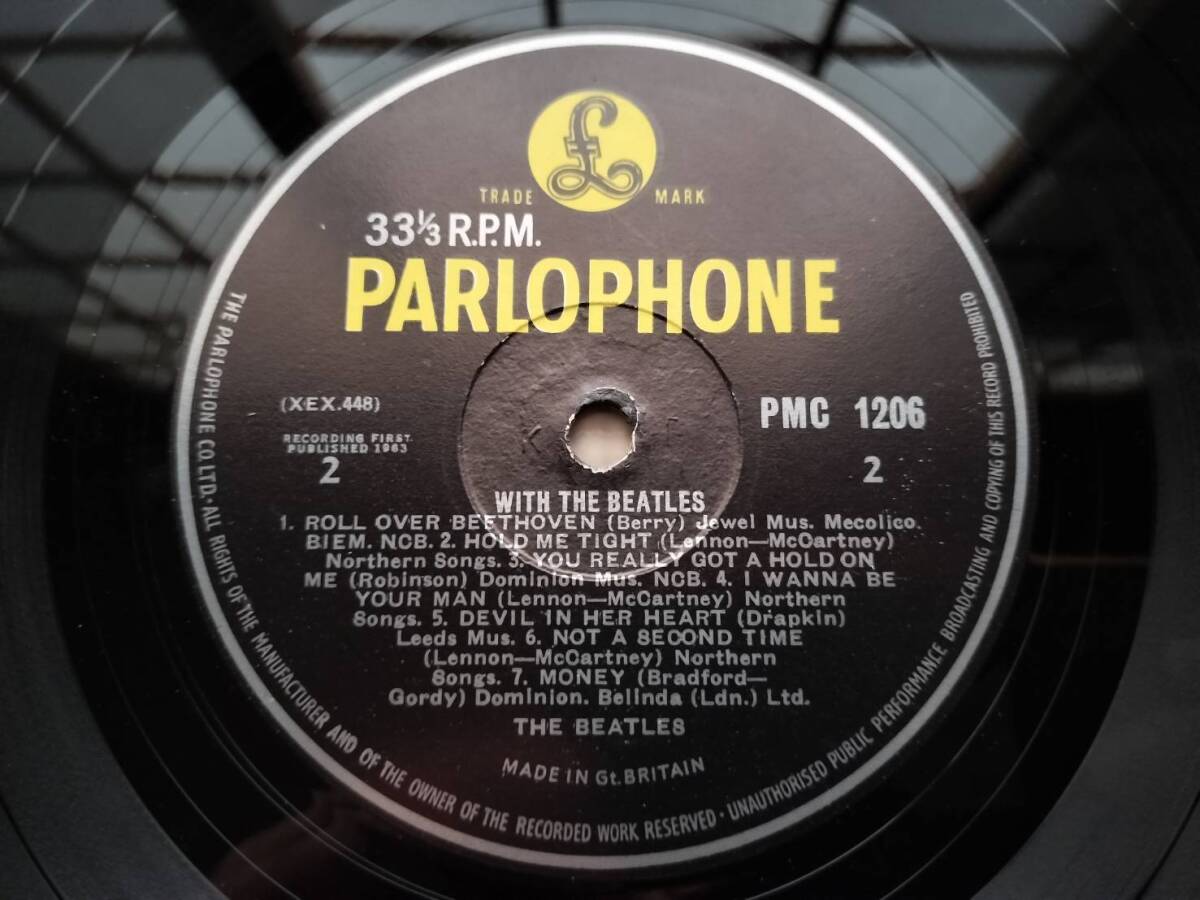 £
TRADE MARK
33⅓ R.P.M.
PARLOPHONE
(XEX.448)
PMC 1206
RECORDING FIRST
PUBLISHED 1963
2
2
WITH THE BEATLES
1. ROLL OVER BEETHOVEN (Berry) Jewel Mus. Mecolico.
BIEM. NCB. 2. HOLD ME TIGHT (Lennon—McCartney)
Northern Songs. 3. YOU REALLY GOT A HOLD ON
ME (Robinson) Dominion Mus. NCB. 4. I WANNA BE
YOUR MAN (Lennon—McCartney) Northern
Songs. 5. DEVIL IN HER HEART (Drapkin)
Leeds Mus. 6. NOT A SECOND TIME
(Lennon—McCartney) Northern
Songs. 7. MONEY (Bradford—
Gordy) Dominion. Belinda (Ldn.) Ltd.
THE BEATLES
MADE IN Gt. BRITAIN
THE PARLOPHONE CO. LTD. · ALL RIGHTS OF THE MANUFACTURER AND OF THE OWNER OF THE RECORDED WORK RESERVED · UNAUTHORISED PUBLIC PERFORMANCE BROADCASTING AND COPYING OF THIS RECORD PROHIBITED